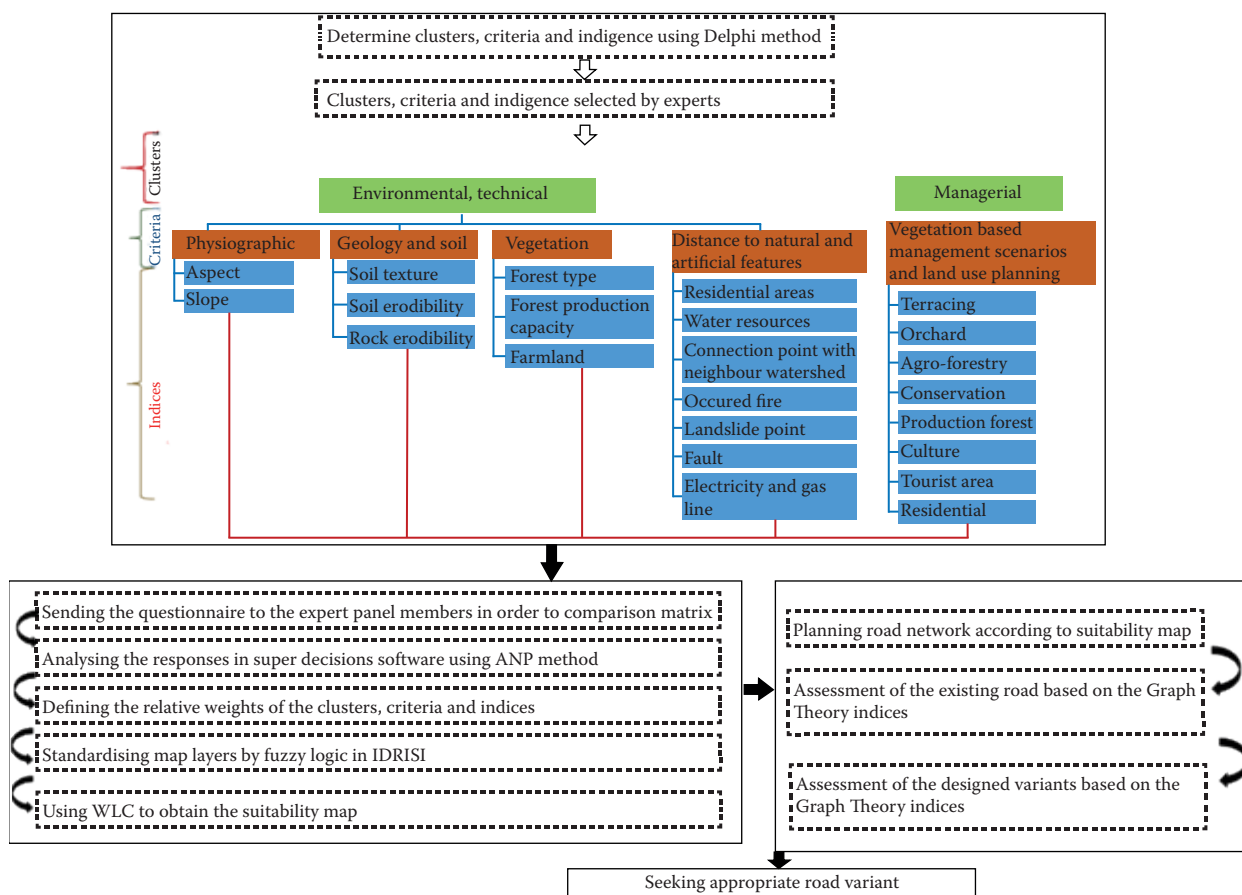 Determine clusters, criteria and indigence using Delphi method
Clusters, criteria and indigence selected by experts
Clusters
Criteria
Indices
Environmental, technical
Managerial
Physiographic
Aspect
Slope
Geology and soil
Soil texture
Soil erodibility
Rock erodibility
Vegetation
Forest type
Forest production
capacity
Farmland
Distance to natural and
artificial features
Residential areas
Water resources
Connection point with
neighbour watershed
Occured fire
Landslide point
Fault
Electricity and gas
line
Vegetation based
management scenarios
and land use planning
Terracing
Orchard
Agro-forestry
Conservation
Production forest
Culture
Tourist area
Residential
Sending the questionnaire to the expert panel members in order to comparison matrix
Analysing the responses in super decisions software using ANP method
Defining the relative weights of the clusters, criteria and indices
Standardising map layers by fuzzy logic in IDRISI
Using WLC to obtain the suitability map
Planning road network according to suitability map
Assessment of the existing road based on the Graph
Theory indices
Assessment of the designed variants based on the
Graph Theory indices
Seeking appropriate road variant